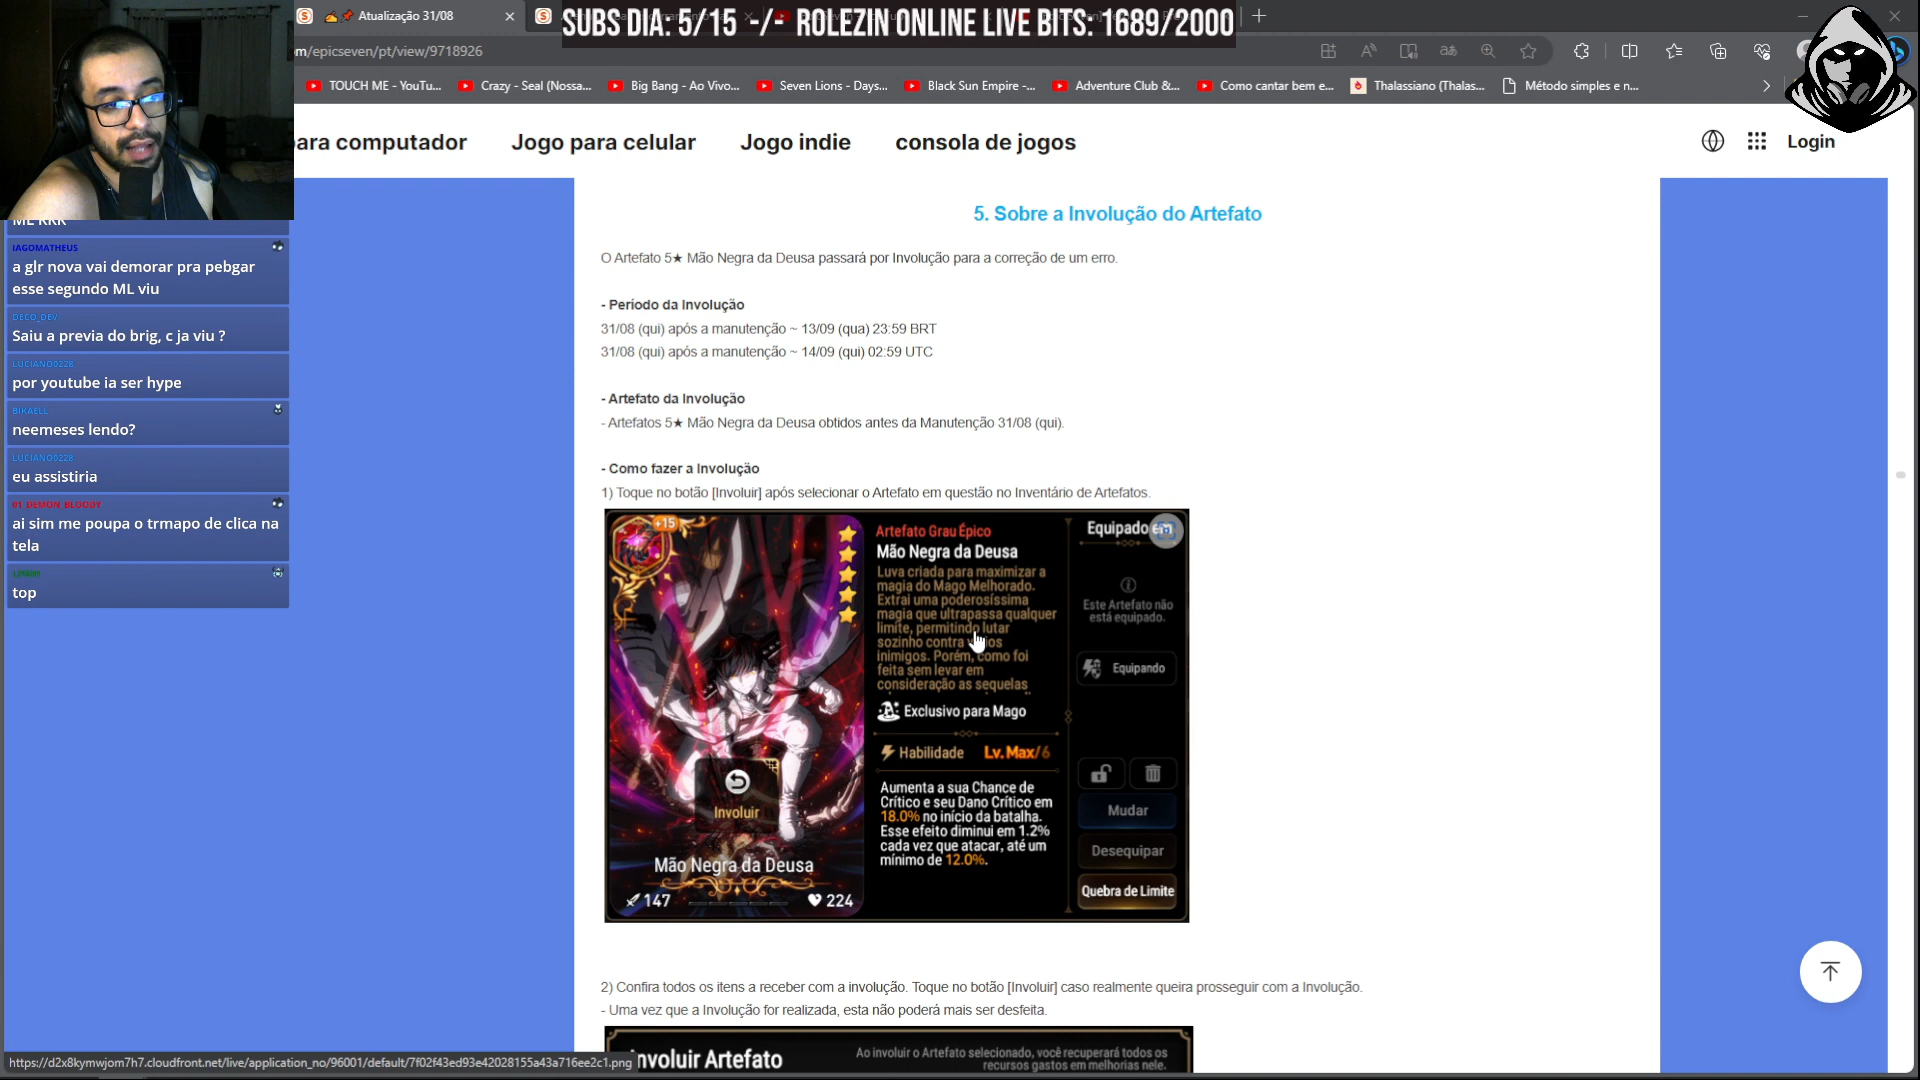 Atualização 31/08
SUBS DIA: 5/15 -/- ROLEZIN ONLINE LIVE BITS: 1689/2000
m/epicseven/pt/view/9718926
TOUCH ME - YouTu...
Crazy - Seal (Nossa...
Big Bang - Ao Vivo...
Seven Lions - Days...
Black Sun Empire -...
Adventure Club &...
Como cantar bem e...
Thalassiano (Thalas...
Método simples e n...
para computador
Jogo para celular
Jogo indie
consola de jogos
Login
ML KKK
IAGOMATHEUS
a glr nova vai demorar pra pebgar
esse segundo ML viu
DECO_DEV
Saiu a previa do brig, c ja viu ?
LUCIANO0228
por youtube ia ser hype
BIKAELL
neemeses lendo?
LUCIANO0228
eu assistiria
01_DEMON_BLOODY
ai sim me poupa o trmapo de clica na
tela
top
5. Sobre a Involução do Artefato
O Artefato 5★ Mão Negra da Deusa passará por Involução para a correção de um erro.
- Período da Involução
31/08 (qui) após a manutenção ~ 13/09 (qua) 23:59 BRT
31/08 (qui) após a manutenção ~ 14/09 (qui) 02:59 UTC
- Artefato da Involução
- Artefatos 5★ Mão Negra da Deusa obtidos antes da Manutenção 31/08 (qui).
- Como fazer a Involução
1) Toque no botão [Involuir] após selecionar o Artefato em questão no Inventário de Artefatos.
+15
Involuir
Mão Negra da Deusa
147
224
Artefato Grau Épico
Mão Negra da Deusa
Luva criada para maximizar a
magia do Mago Melhorado.
Extrai uma poderosíssima
magia que ultrapassa qualquer
limite, permitindo lutar
sozinho contra
inimigos. Porém, como foi
feita sem levar em
consideração as sequelas
Exclusivo para Mago
Habilidade Lv.Max/6
Aumenta a sua Chance de
Crítico e seu Dano Crítico em
18.0% no início da batalha.
Esse efeito diminui em 1.2%
cada vez que atacar, até um
mínimo de 12.0%.
Equipado em
Este Artefato não
está equipado.
Equipando
Mudar
Desequipar
Quebra de Limite
2) Confira todos os itens a receber com a involução. Toque no botão [Involuir] caso realmente queira prosseguir com a Involução.
- Uma vez que a Involução for realizada, esta não poderá mais ser desfeita.
Involuir Artefato
Ao involuir o Artefato selecionado, você recuperará todos os
recursos gastos em melhorias nele.
https://d2x8kymwjom7h7.cloudfront.net/live/application_no/96001/default/7f02f43ed93e42028155a43a716ee2c1.png